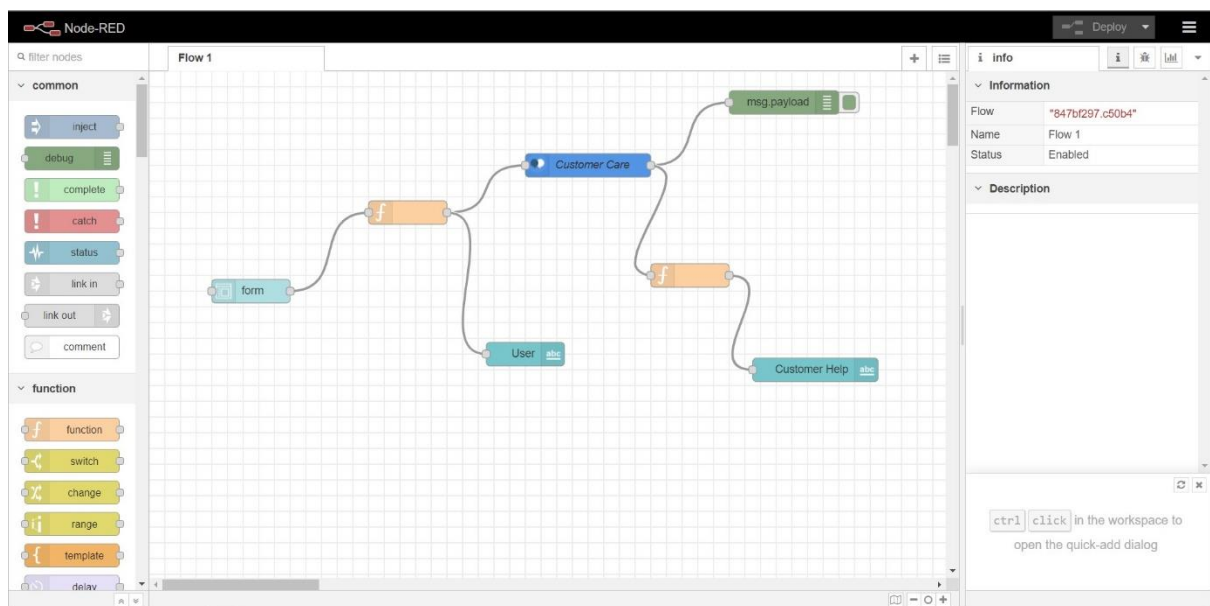 Node-RED
Deploy
filter nodes
Flow 1
info
i
common
inject
debug
complete
catch
status
link in
link out
comment
function
function
switch
change
range
template
delay
msg.payload
Customer Care
form
User
abc
Customer Help
abc
Information
Flow "847bf297.c50b4"
Name Flow 1
Status Enabled
Description
ctrl click in the workspace to
open the quick-add dialog